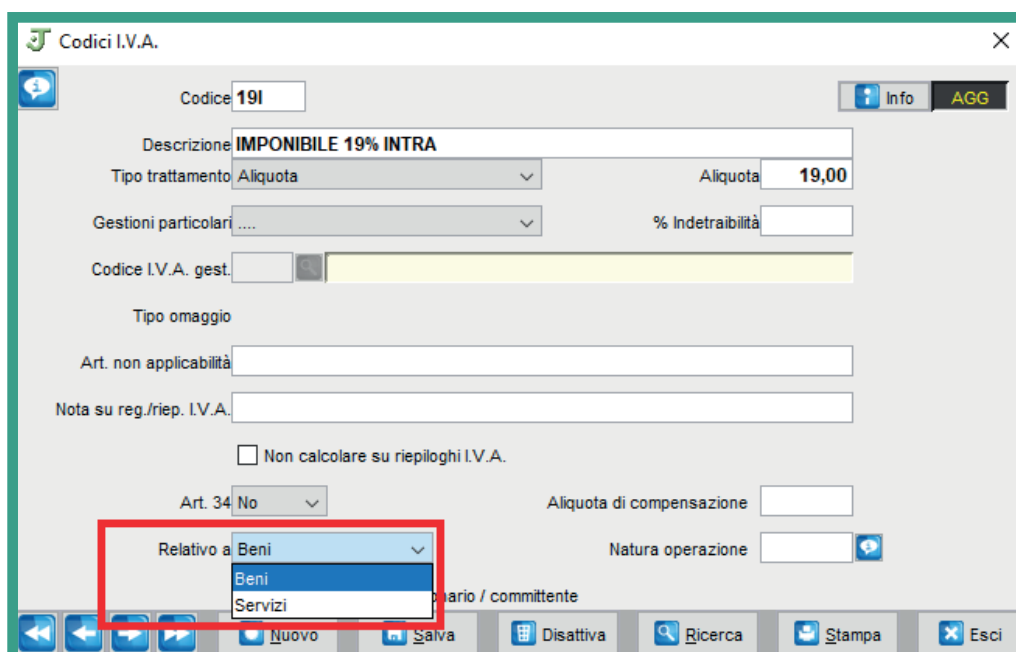 Codici I.V.A.
Codice 19I
Info AGG
Descrizione IMPONIBILE 19% INTRA
Tipo trattamento Aliquota Aliquota 19,00
Gestioni particolari .... % Indetraibilità
Codice I.V.A. gest.
Tipo omaggio
Art. non applicabilità
Nota su reg./riep. I.V.A.
Non calcolare su riepiloghi I.V.A.
Art. 34 No Aliquota di compensazione
Relativo a Beni Natura operazione
Beni
Servizi / committente
Nuovo Salva Disattiva Ricerca Stampa Esci